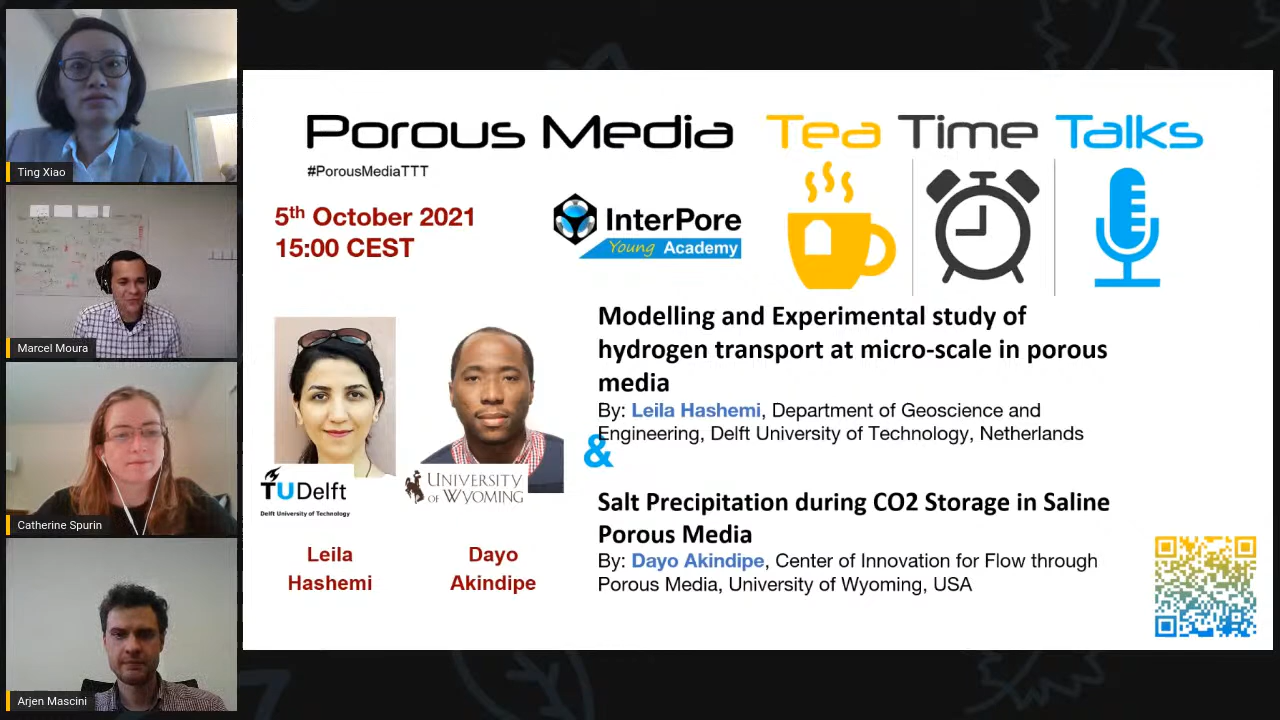 Ting Xiao
Marcel Moura
Catherine Spurin
Arjen Mascini
Porous Media Tea Time Talks
#PorousMediaTTT
5th October 2021
15:00 CEST
InterPore
Young Academy
Modelling and Experimental study of
hydrogen transport at micro-scale in porous
media
By: Leila Hashemi, Department of Geoscience and
Engineering, Delft University of Technology, Netherlands
&
Salt Precipitation during CO2 Storage in Saline
Porous Media
By: Dayo Akindipe, Center of Innovation for Flow through
Porous Media, University of Wyoming, USA
TUDelft
Delft University of Technology
UNIVERSITY
OF WYOMING
Leila
Hashemi
Dayo
Akindipe